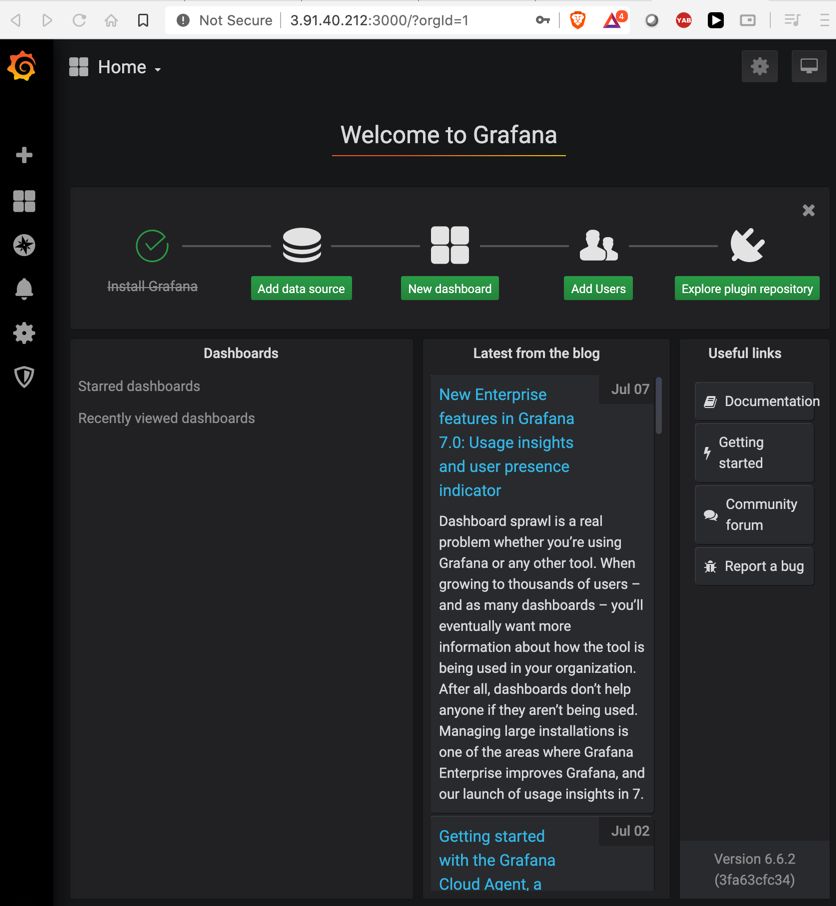 Not Secure
3.91.40.212:3000/?orgId=1
4
YAB
Home
Welcome to Grafana
Install Grafana
Add data source
New dashboard
Add Users
Explore plugin repository
Dashboards
Starred dashboards
Recently viewed dashboards
Latest from the blog
Jul 07
New Enterprise
features in Grafana
7.0: Usage insights
and user presence
indicator
Dashboard sprawl is a real
problem whether you’re using
Grafana or any other tool. When
growing to thousands of users –
and as many dashboards – you’ll
eventually want more
information about how the tool is
being used in your organization.
After all, dashboards don’t help
anyone if they aren’t being used.
Managing large installations is
one of the areas where Grafana
Enterprise improves Grafana, and
our launch of usage insights in 7.
Jul 02
Getting started
with the Grafana
Cloud Agent, a
Useful links
Documentation
Getting
started
Community
forum
Report a bug
Version 6.6.2
(3fa63cfc34)